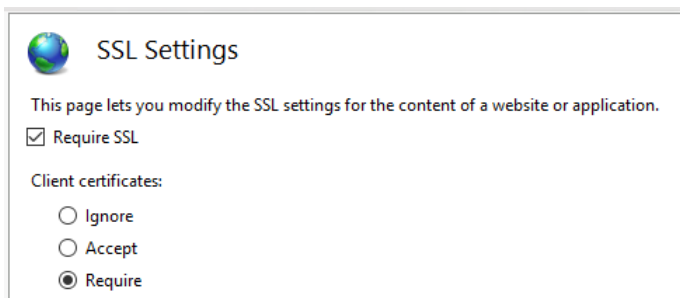 SSL Settings
This page lets you modify the SSL settings for the content of a website or application.
Require SSL
Client certificates:
Ignore
Accept
Require